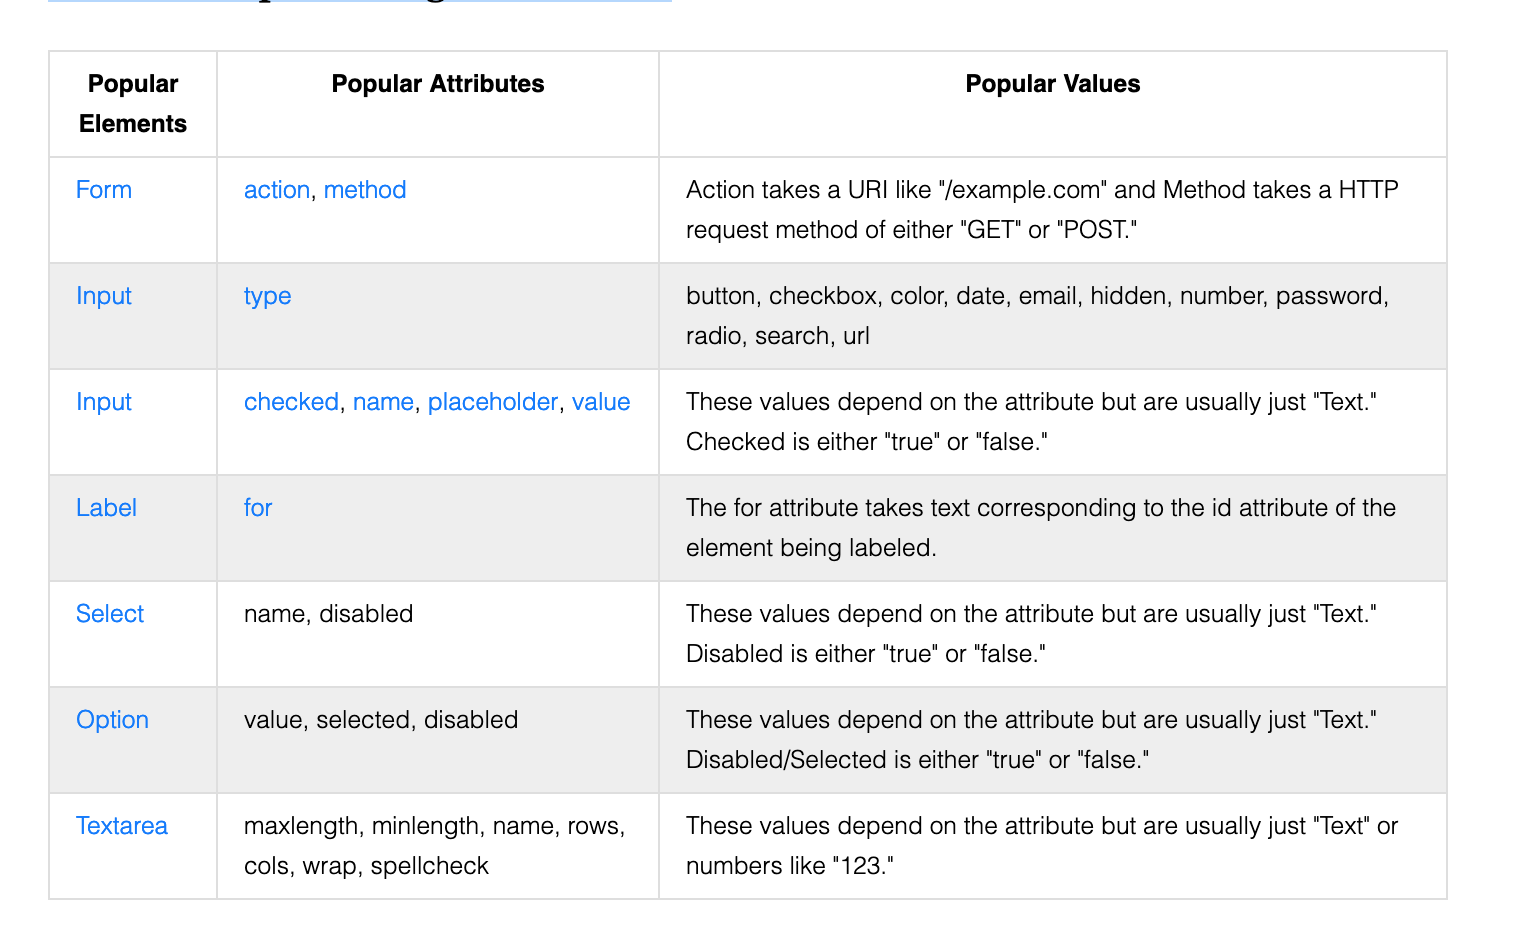 Popular Elements
Popular Attributes
Popular Values
Form
action, method
Action takes a URI like "/example.com" and Method takes a HTTP
request method of either "GET" or "POST."
Input
type
button, checkbox, color, date, email, hidden, number, password,
radio, search, url
Input
checked, name, placeholder, value
These values depend on the attribute but are usually just "Text."
Checked is either "true" or "false."
Label
for
The for attribute takes text corresponding to the id attribute of the
element being labeled.
Select
name, disabled
These values depend on the attribute but are usually just "Text."
Disabled is either "true" or "false."
Option
value, selected, disabled
These values depend on the attribute but are usually just "Text."
Disabled/Selected is either "true" or "false."
Textarea
maxlength, minlength, name, rows,
cols, wrap, spellcheck
These values depend on the attribute but are usually just "Text" or
numbers like "123."